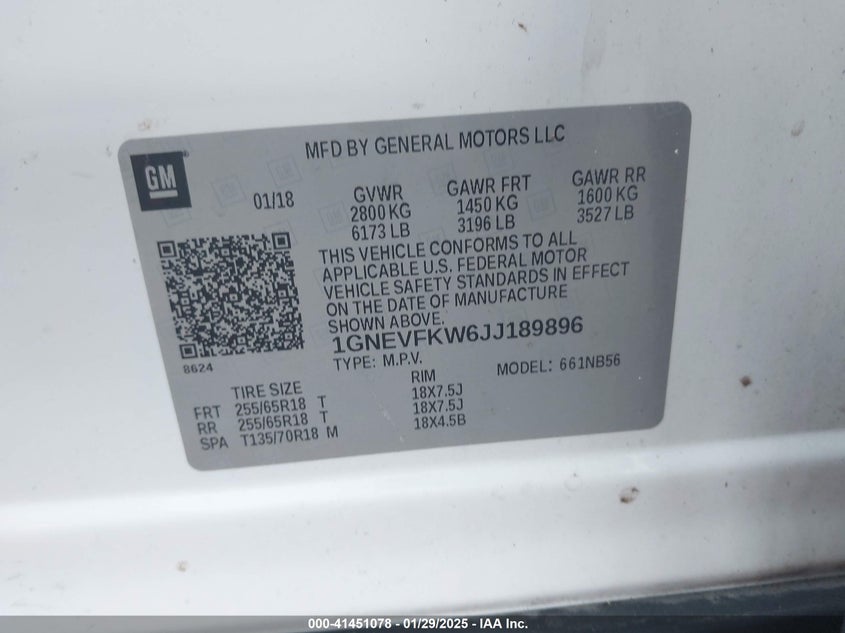 MFD BY GENERAL MOTORS LLC
GM
01/18
GVWR GAWR FRT GAWR RR
2800 KG 1450 KG 1600 KG
6173 LB 3196 LB 3527 LB
THIS VEHICLE CONFORMS TO ALL
APPLICABLE U.S. FEDERAL MOTOR
VEHICLE SAFETY STANDARDS IN EFFECT
ON THE DATE OF MANUFACTURE
SHOWN ABOVE.
1GNEVFKW6JJ189896
8624
TYPE: M.P.V. MODEL: 661NB56
TIRE SIZE RIM
FRT 255/65R18 T 18X7.5J
RR 255/65R18 T 18X7.5J
SPA T135/70R18 M 18X4.5B
000-41451078 - 01/29/2025 - IAA Inc.